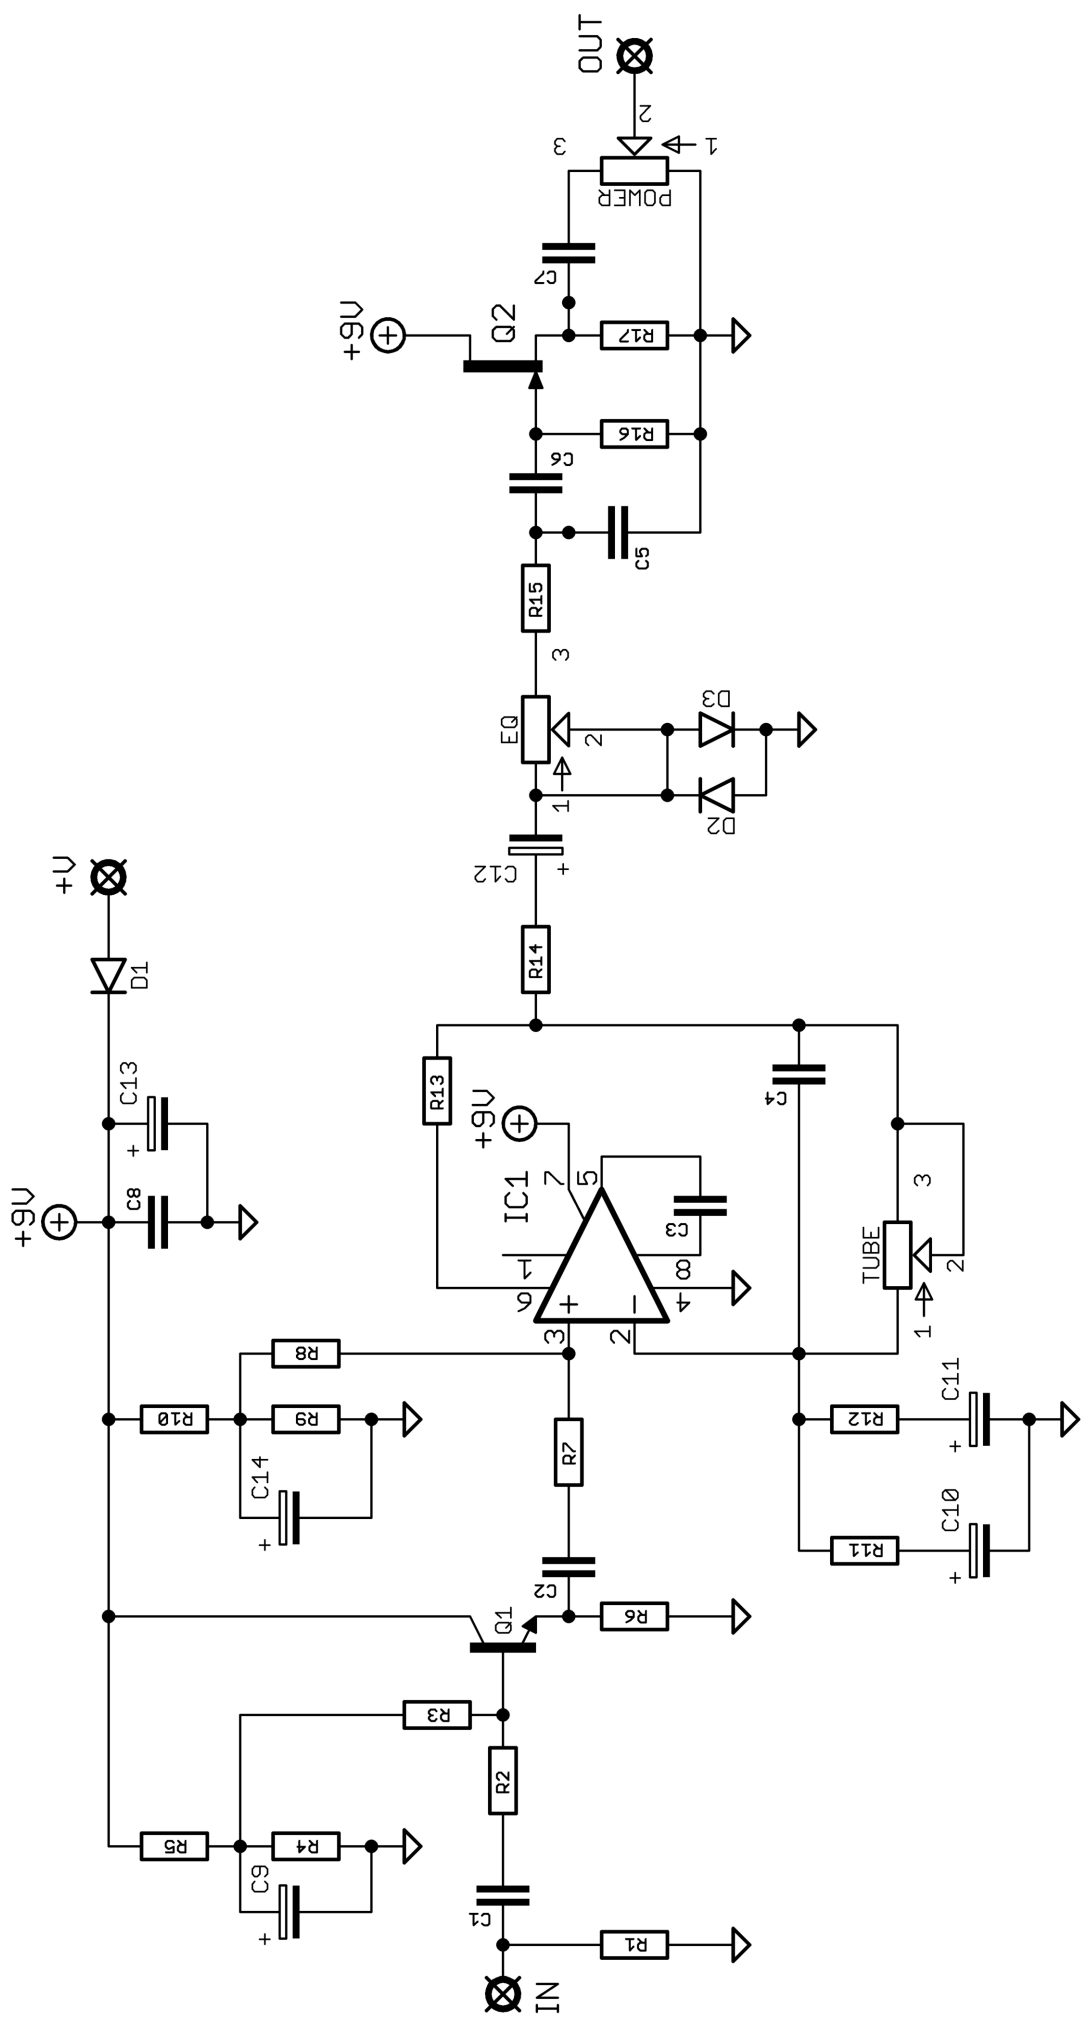 OUT
2
3
1
POWER
C7
+9V
Q2
R17
R16
C6
C5
R15
3
EQ
2
1
D3
D2
C12
+
+V
D1
R14
C13
+
+9V
C8
R13
+9V
IC1
7
5
1
6
8
4
+
-
3
2
C3
C4
TUBE
3
2
1
R8
R10
R9
C14
+
R7
R12
C11
+
R11
C10
+
C2
Q1
R6
R3
R2
R5
R4
C9
+
C1
R1
IN